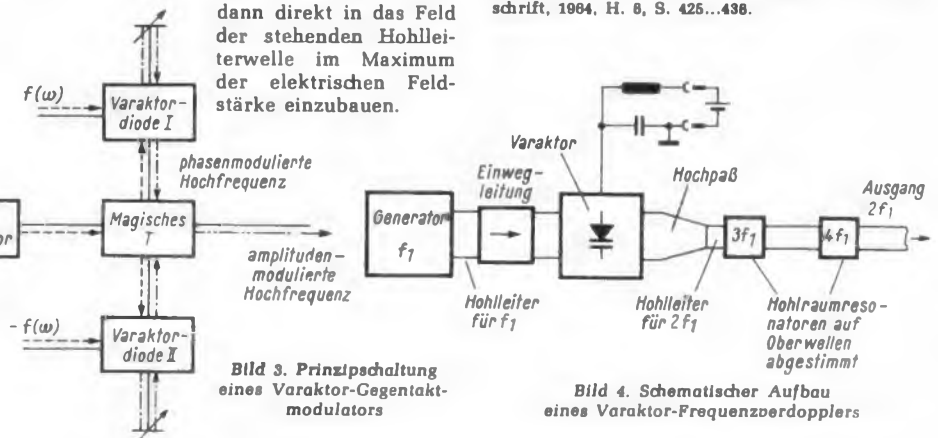 dann direkt in das Feld
der stehenden Hohllei-
terwelle im Maximum
der elektrischen Feld-
stärke einzubauen.
schrift, 1964, H. 6, S. 425...436.
f(ω)
Varaktor-
diode I
phasenmodulierte
Hochfrequenz
or
Magisches
T
amplituden-
modulierte
Hochfrequenz
- f(ω)
Varaktor-
diode II
Bild 3. Prinzipschaltung
eines Varaktor-Gegentakt-
modulators
Generator
f1
Einweg-
leitung
Varaktor
Hochpaß
3f1
4f1
Ausgang
2f1
Hohlleiter
für f1
Hohlleiter
für 2f1
Hohlraumreso-
natoren auf
Oberwellen
abgestimmt
Bild 4. Schematischer Aufbau
eines Varaktor-Frequenzverdopplers